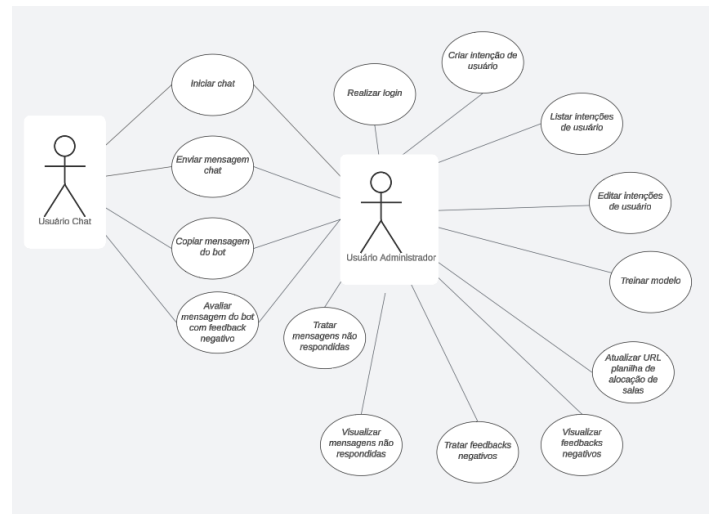 Iniciar chat
Enviar mensagem
chat
Copiar mensagem
do bot
Avaliar
mensagem do bot
com feedback
negativo
Usuário Chat
Realizar login
Criar intenção de
usuário
Listar intenções
de usuário
Editar intenções
de usuário
Treinar modelo
Atualizar URL
planilha de
alocação de
salas
Usuário Administrador
Tratar
mensagens não
respondidas
Visualizar
mensagens não
respondidas
Tratar feedbacks
negativos
Visualizar
feedbacks
negativos